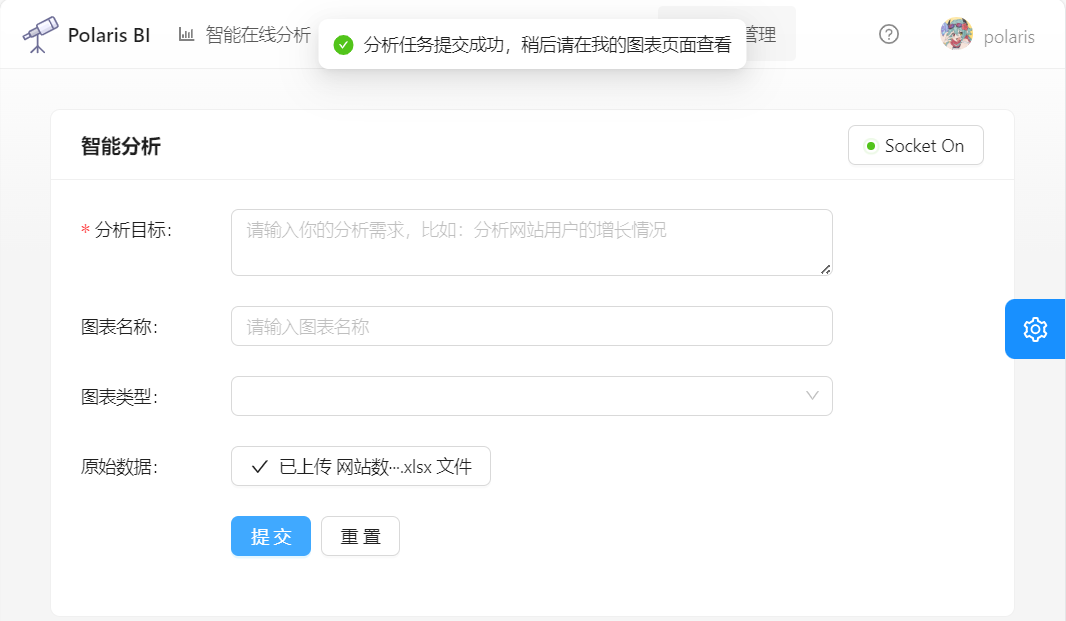 Polaris BI
智能在线分析
分析任务提交成功，稍后请在我的图表页面查看
管理
polaris
智能分析
Socket On
* 分析目标:
请输入你的分析需求，比如：分析网站用户的增长情况
图表名称:
请输入图表名称
图表类型:
原始数据:
已上传 网站数···.xlsx 文件
提 交
重 置